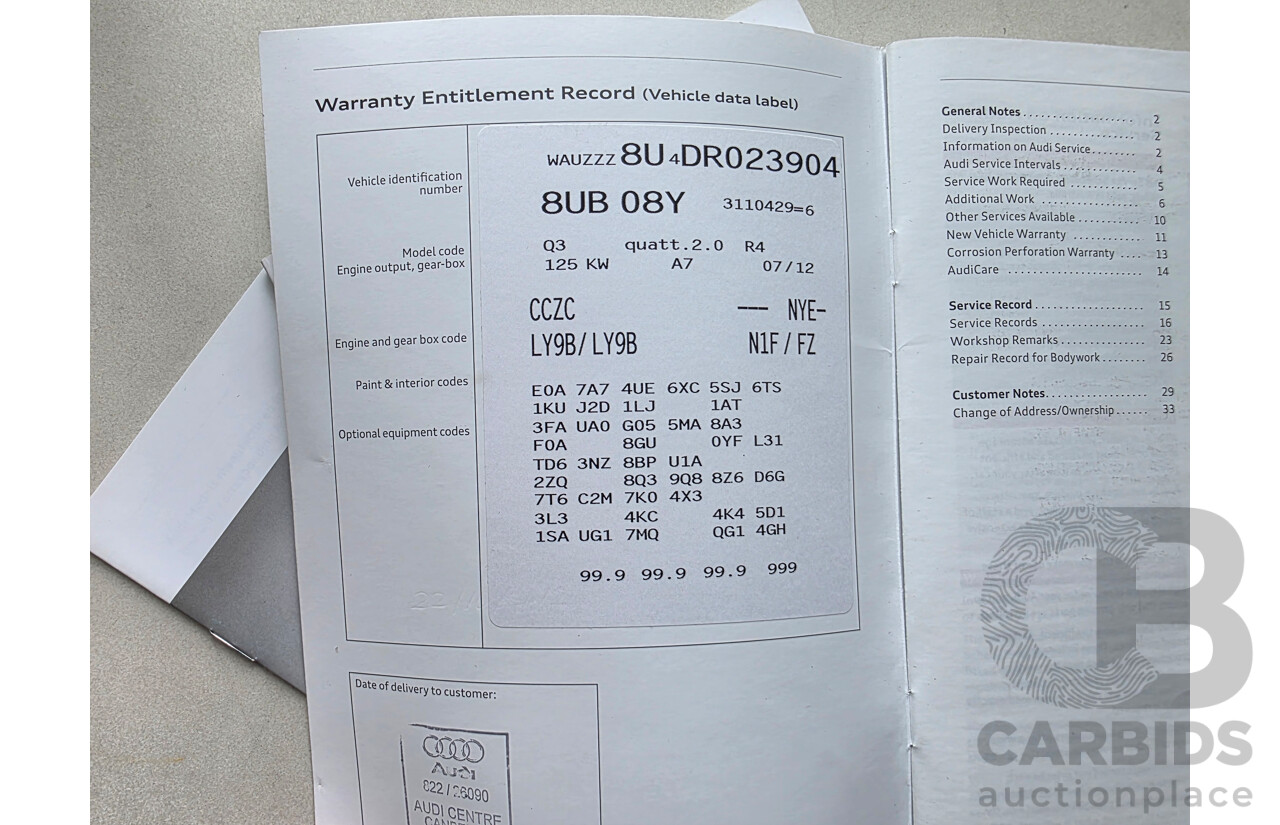 Warranty Entitlement Record (Vehicle data label)
Vehicle identification
number
WAUZZZ 8U 4 DR023904
8UB 08Y 3110429=6
Model code
Engine output, gear-box
Q3 quatt.2.0 R4
125 KW A7 07/12
Engine and gear box code
CCZC --- NYE-
LY9B/LY9B N1F/FZ
Paint & interior codes
Optional equipment codes
E0A 7A7 4UE 6XC 5SJ 6TS
1KU J2D 1LJ 1AT
3FA UA0 G05 5MA 8A3
F0A 8GU 0YF L31
TD6 3NZ 8BP U1A
2ZQ 8Q3 9Q8 8Z6 D6G
7T6 C2M 7K0 4X3
3L3 4KC 4K4 5D1
1SA UG1 7MQ QG1 4GH
99.9 99.9 99.9 999
Date of delivery to customer:
Audi
822 / 26090
AUDI CENTRE
General Notes .................. 2
Delivery Inspection .............. 2
Information on Audi Service....... 2
Audi Service Intervals ............ 4
Service Work Required ........... 5
Additional Work ................ 6
Other Services Available .......... 10
New Vehicle Warranty ........... 11
Corrosion Perforation Warranty .... 13
AudiCare ...................... 14
Service Record .................. 15
Service Records ................. 16
Workshop Remarks .............. 23
Repair Record for Bodywork........ 26
Customer Notes................. 29
Change of Address/Ownership...... 33
CB
CARBIDS
auctionplace